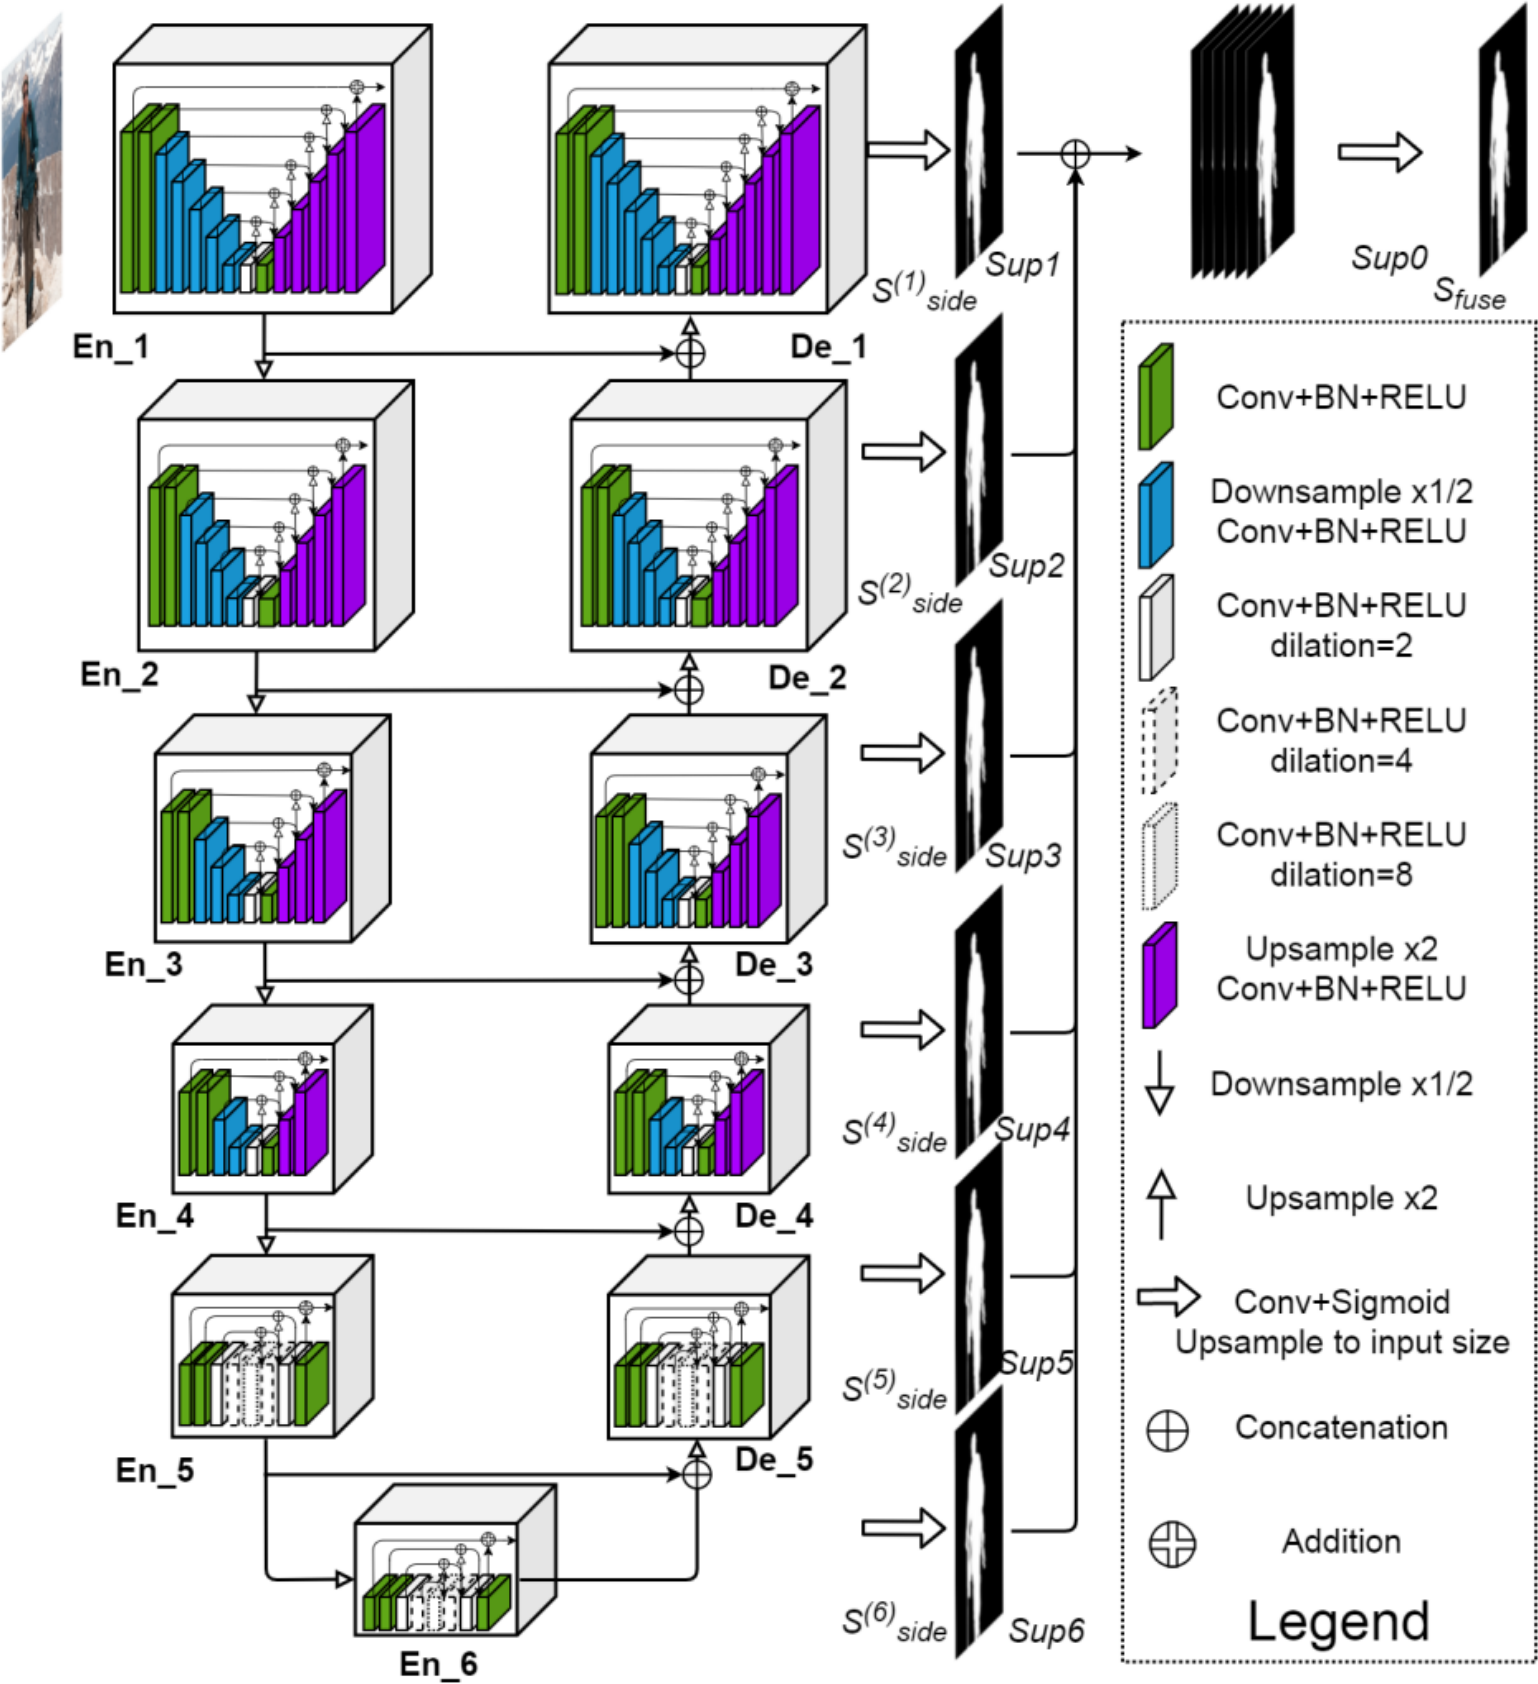 En_1
De_1
S(1)side
Sup1
Sup0
Sfuse
En_2
De_2
S(2)side
Sup2
En_3
De_3
S(3)side
Sup3
En_4
De_4
S(4)side
Sup4
En_5
De_5
S(5)side
Sup5
En_6
S(6)side
Sup6
Conv+BN+RELU
Downsample x1/2
Conv+BN+RELU
Conv+BN+RELU
dilation=2
Conv+BN+RELU
dilation=4
Conv+BN+RELU
dilation=8
Upsample x2
Conv+BN+RELU
Downsample x1/2
Upsample x2
Conv+Sigmoid
Upsample to input size
Concatenation
Addition
Legend